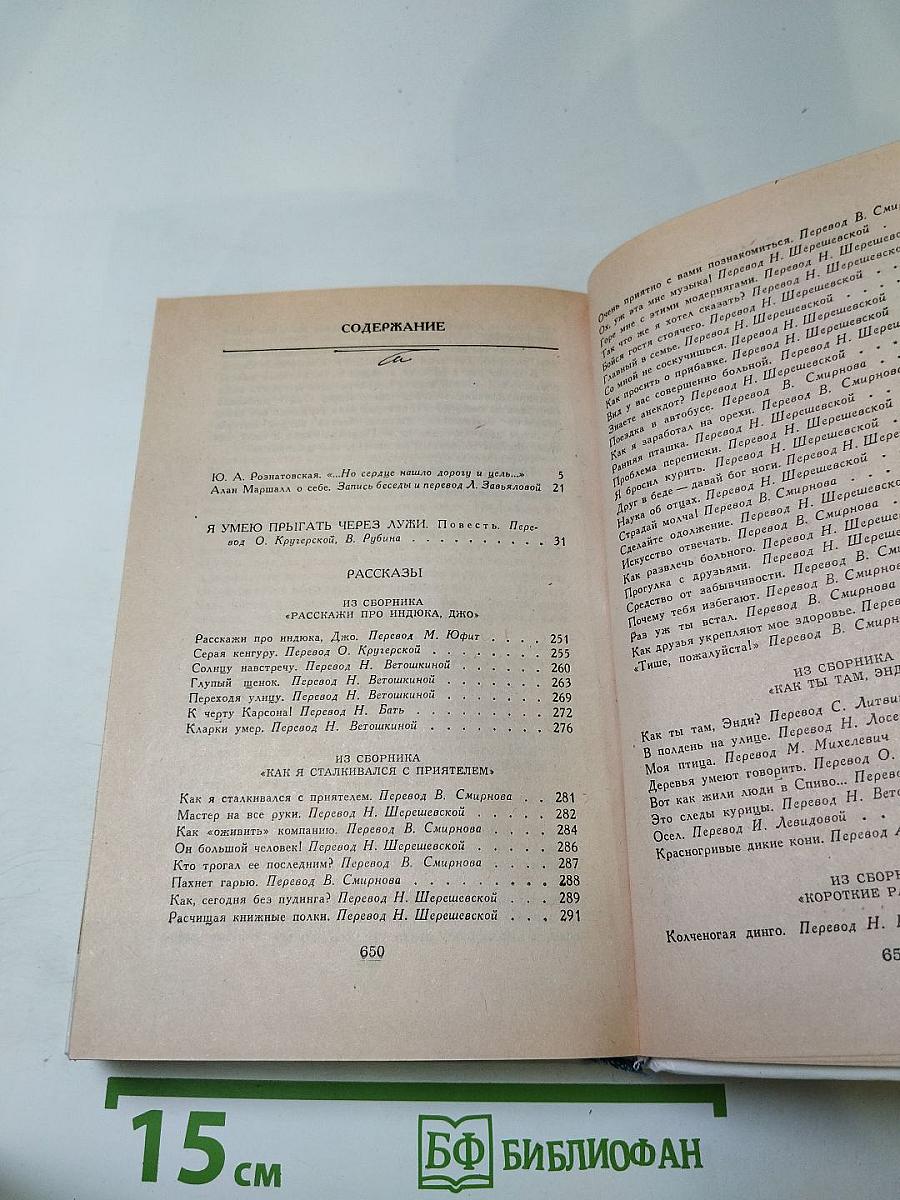 СОДЕРЖАНИЕ
Ю. А. Рознатовская. «...Но сердце нашло дорогу и цель...» 5
Алан Маршалл о себе. Запись беседы и перевод Л. Завьяловой 21
Я УМЕЮ ПРЫГАТЬ ЧЕРЕЗ ЛУЖИ. Повесть. Пере-
вод О. Кругерской, В. Рубина . . . . . . . . . . 31
РАССКАЗЫ
ИЗ СБОРНИКА
«РАССКАЖИ ПРО ИНДЮКА, ДЖО»
Расскажи про индюка, Джо. Перевод М. Юфит . . . . 251
Серая кенгуру. Перевод О. Кругерской . . . . . . . . 255
Солнцу навстречу. Перевод Н. Ветошкиной . . . . . . 260
Глупый щенок. Перевод Н. Ветошкиной . . . . . . . . 263
Переходя улицу. Перевод Н. Ветошкиной . . . . . . . 269
К черту Карсона! Перевод Н. Бать . . . . . . . . . . 272
Кларки умер. Перевод Н. Ветошкиной . . . . . . . . . 276
ИЗ СБОРНИКА
«КАК Я СТАЛКИВАЛСЯ С ПРИЯТЕЛЕМ»
Как я сталкивался с приятелем. Перевод В. Смирнова . . 281
Мастер на все руки. Перевод Н. Шерешевской . . . . . 282
Как «оживить» компанию. Перевод В. Смирнова . . . . 284
Он большой человек! Перевод Н. Шерешевской . . . . . 286
Кто трогал ее последним? Перевод В. Смирнова . . . . 287
Пахнет гарью. Перевод В. Смирнова . . . . . . . . . 288
Как, сегодня без пудинга? Перевод Н. Шерешевской . . . 289
Расчищая книжные полки. Перевод Н. Шерешевской . . . 291
650
Очень приятно с вами познакомиться. Перевод В. Сми
Ох, уж эта мне музыка! Перевод Н. Шерешевской .
Горе мне с этими модернягами. Перевод Н. Шерешевс
Так что же я хотел сказать? Перевод Н. Шерешевско
Бойся гостя стоячего. Перевод Н. Шерешевской . . .
Главный в семье. Перевод Н. Шерешевской . . . .
Со мной не соскучишься. Перевод Н. Шерешевской
Как просить о прибавке. Перевод Н. Шерешевской
Вид у вас совершенно больной. Перевод Н. Шереш
Знаете анекдот? Перевод Н. Шерешевской . . .
Поездка в автобусе. Перевод В. Смирнова . . .
Как я заработал на орехи. Перевод В. Смирнова
Ранняя пташка. Перевод Н. Шерешевской . . .
Проблема переписки. Перевод Н. Шерешевской
Я бросил курить. Перевод Н. Шерешевской . .
Друг в беде — давай бог ноги. Перевод Н. Шере
Наука об отцах. Перевод Н. Шерешевской . .
Страдай молча! Перевод В. Смирнова . . . .
Сделайте одолжение. Перевод Н. Шерешевско
Искусство отвечать. Перевод В. Смирнова . .
Как развлечь больного. Перевод Н. Шерешев
Прогулка с друзьями. Перевод Н. Шерешев
Средство от забывчивости. Перевод В. Сми
Почему тебя избегают. Перевод В. Смирнов
Раз уж ты встал. Перевод В. Смирнова
Как друзья укрепляют мое здоровье. Перев
«Тише, пожалуйста!» Перевод В. Смирн
ИЗ СБОРНИКА
«КАК ТЫ ТАМ, ЭНД
Как ты там, Энди? Перевод С. Литви
В полдень на улице. Перевод Н. Лосе
Моя птица. Перевод М. Михелевич
Деревья умеют говорить. Перевод О.
Вот как жили люди в Спиво... Перево
Это следы курицы. Перевод Н. Вето
Осел. Перевод И. Левидовой . .
Красногривые дикие кони. Перевод А
ИЗ СБОРН
«КОРОТКИЕ РА
Колченогая динго. Перевод Н.
65
15 см
БФ БИБЛИОФАН